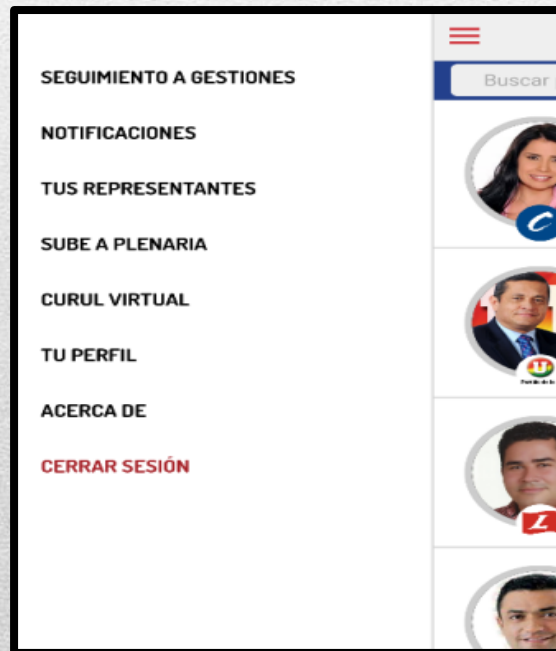 SEGUIMIENTO A GESTIONES
NOTIFICACIONES
TUS REPRESENTANTES
SUBE A PLENARIA
CURUL VIRTUAL
TU PERFIL
ACERCA DE
CERRAR SESIÓN
Buscar
C
U
L